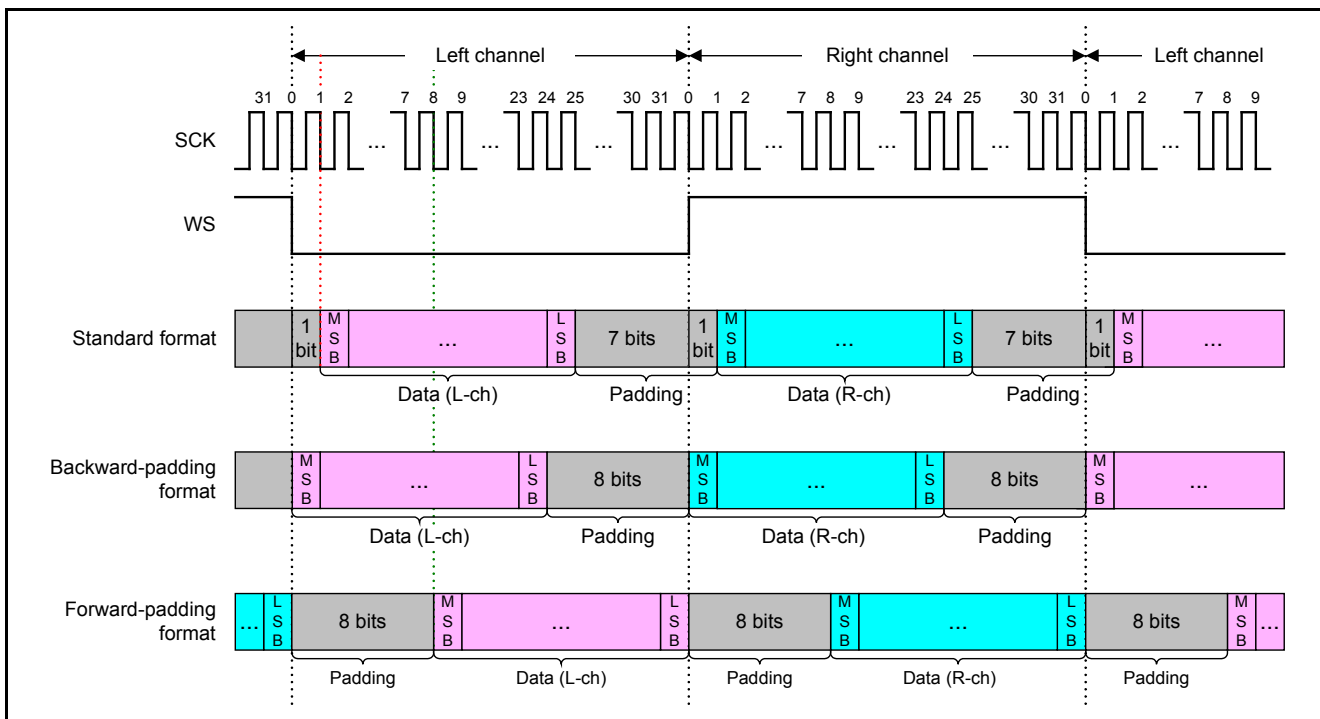 Left channel Right channel Left channel
31 0 1 2 7 8 9 23 24 25 30 31 0 1 2 7 8 9 23 24 25 30 31 0 1 2 7 8 9
SCK ... ... ... ... ... ... ...
WS
Standard format 1 bit MSB ... LSB 7 bits 1 bit MSB ... LSB 7 bits 1 bit MSB ...
Data (L-ch) Padding Data (R-ch) Padding
Backward-padding format MSB ... LSB 8 bits MSB ... LSB 8 bits MSB ...
Data (L-ch) Padding Data (R-ch) Padding
Forward-padding format ... LSB 8 bits MSB ... LSB 8 bits MSB ... LSB 8 bits MSB ...
Padding Data (L-ch) Padding Data (R-ch) Padding